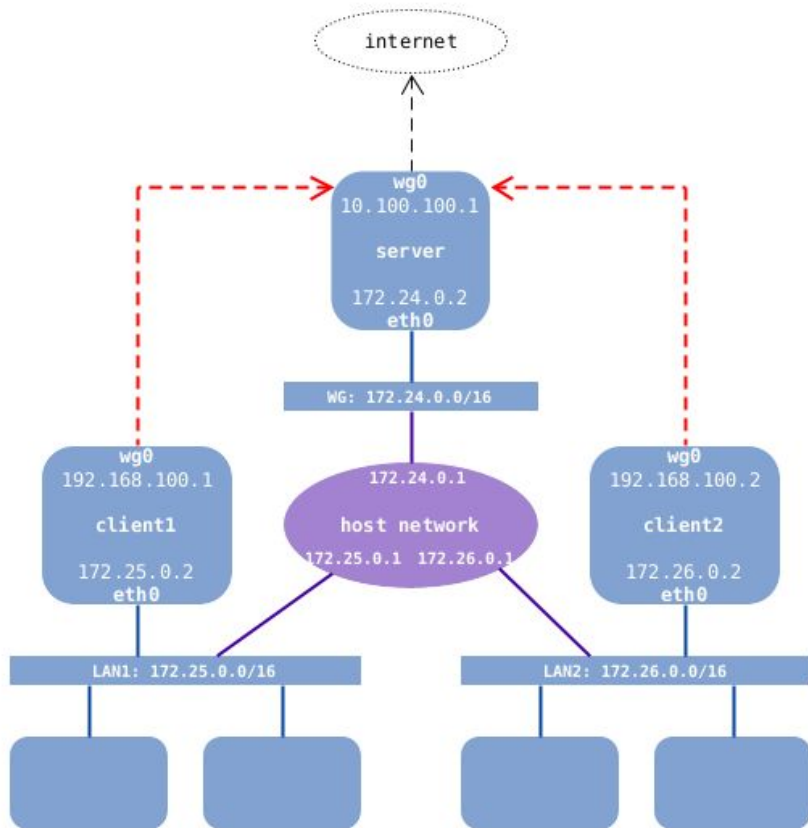 internet
wg0
10.100.100.1
server
172.24.0.2
eth0
WG: 172.24.0.0/16
wg0
192.168.100.1
client1
172.25.0.2
eth0
172.24.0.1
host network
172.25.0.1 172.26.0.1
wg0
192.168.100.2
client2
172.26.0.2
eth0
LAN1: 172.25.0.0/16
LAN2: 172.26.0.0/16